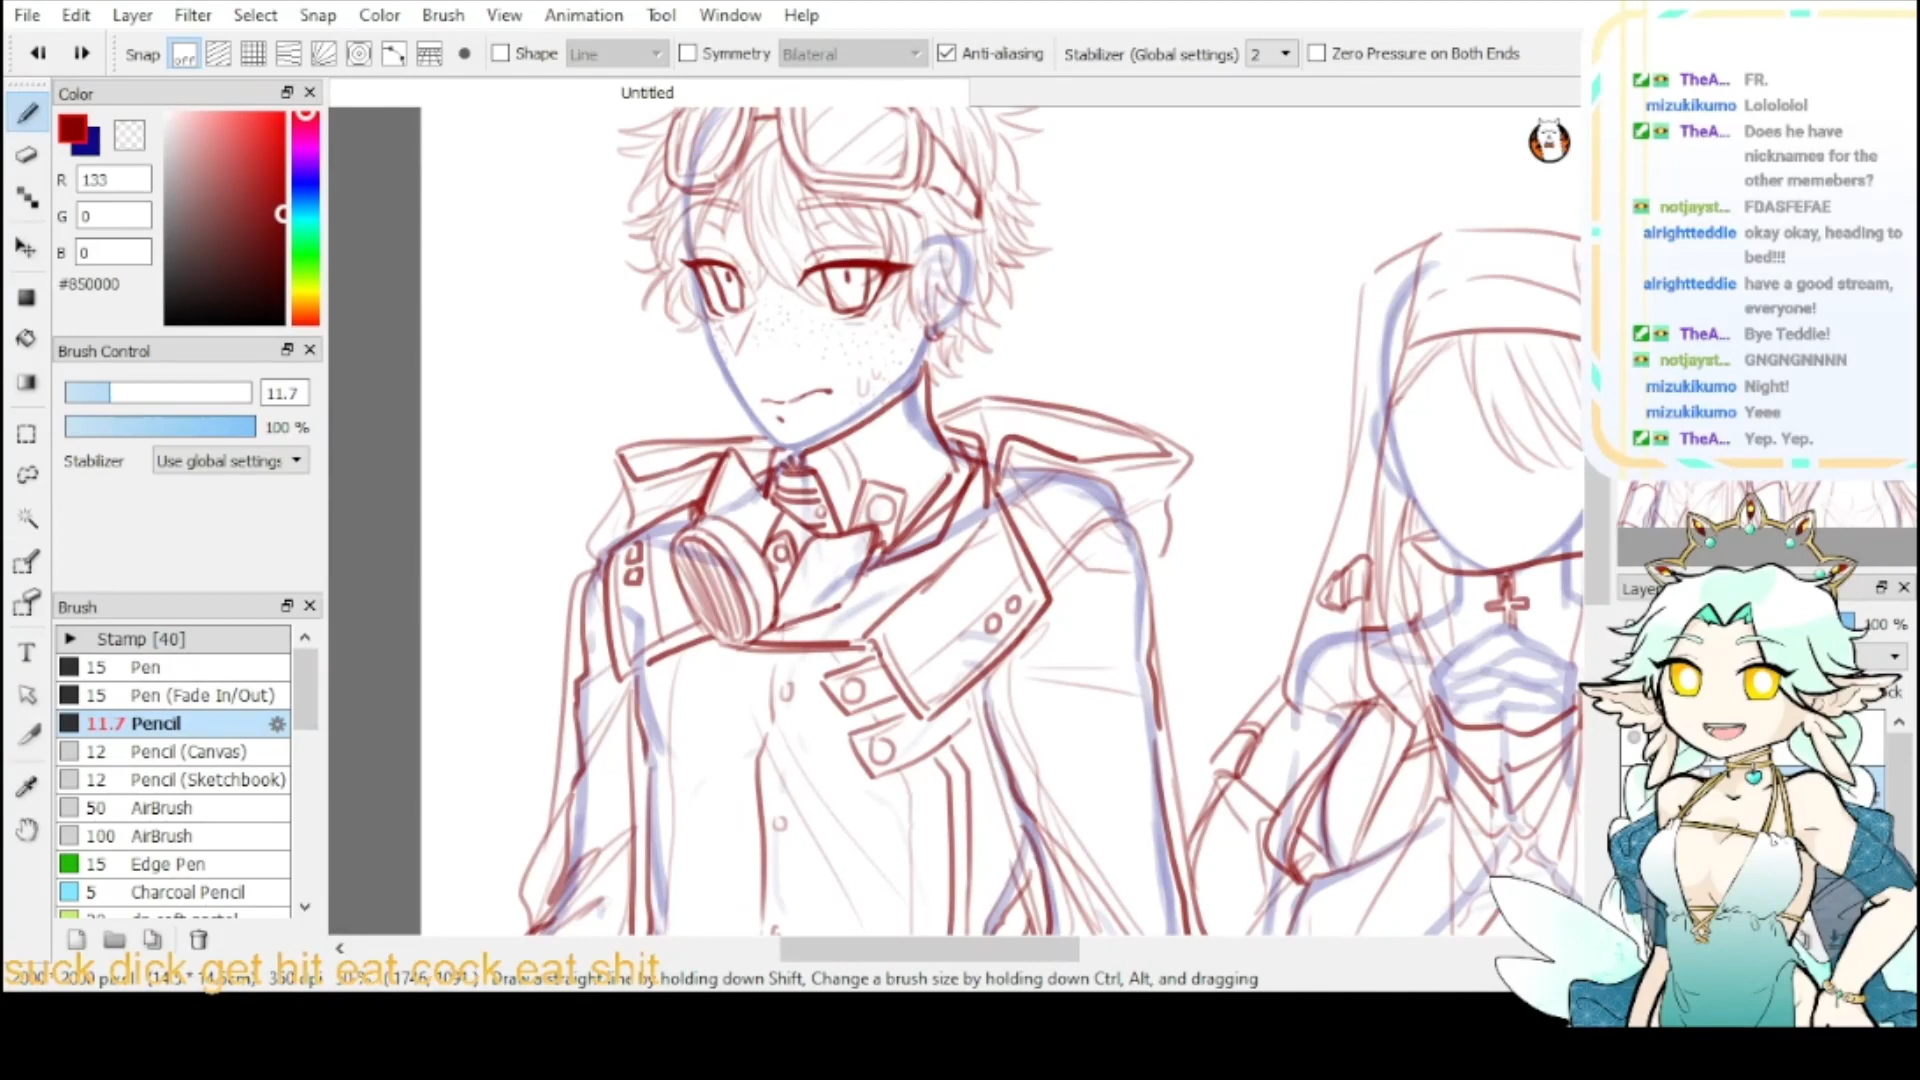 File Edit Layer Filter Select Snap Color Brush View Animation Tool Window Help
Snap off Shape Line Symmetry Bilateral Anti-aliasing Stabilizer (Global settings) 2 Zero Pressure on Both Ends
Color
Untitled
R 133
G 0
B 0
#850000
Brush Control
11.7
100 %
Stabilizer Use global settings
Brush
Stamp [40]
15 Pen
15 Pen (Fade In/Out)
11.7 Pencil
12 Pencil (Canvas)
12 Pencil (Sketchbook)
50 AirBrush
100 AirBrush
15 Edge Pen
5 Charcoal Pencil
suck dick get hit eat cock eat shit
by holding down Shift, Change a brush size by holding down Ctrl, Alt, and dragging
TheA... FR.
mizukikumo Lolololol
TheA... Does he have
nicknames for the
other memebers?
notjayst... FDASFEFAE
alrightteddie okay okay, heading to
bed!!!
alrightteddie have a good stream,
everyone!
TheA... Bye Teddie!
notjayst... GNGNGNNNN
mizukikumo Night!
mizukikumo Yeee
TheA... Yep. Yep.
Laye
100 %